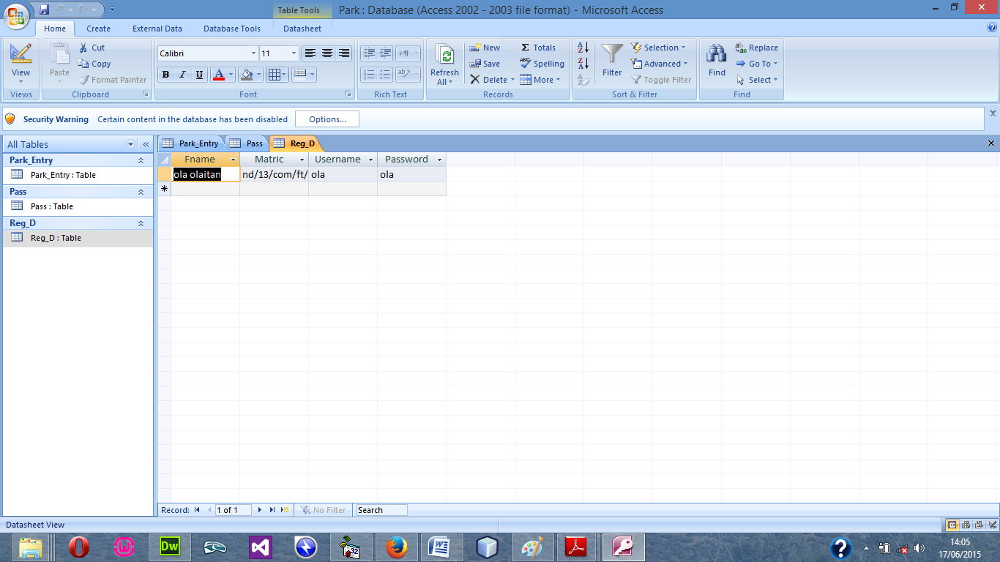 Table Tools
Park : Database (Access 2002 - 2003 file format) - Microsoft Access
Home Create External Data Database Tools Datasheet
View
Views
Paste
Cut
Copy
Format Painter
Clipboard
Calibri 11
B I U A
Font
Rich Text
Refresh All
New
Save
Delete
Σ Totals
Spelling
More
Records
Filter
Selection
Advanced
Toggle Filter
Sort & Filter
Find
Replace
Go To
Select
Find
Security Warning Certain content in the database has been disabled Options...
All Tables
Park_Entry
Park_Entry : Table
Pass
Pass : Table
Reg_D
Reg_D : Table
Park_Entry Pass Reg_D
Fname Matric Username Password
ola olaitan nd/13/com/ft/ ola ola
Record: 1 of 1 No Filter Search
Datasheet View
Dw
32
14:05
17/06/2015